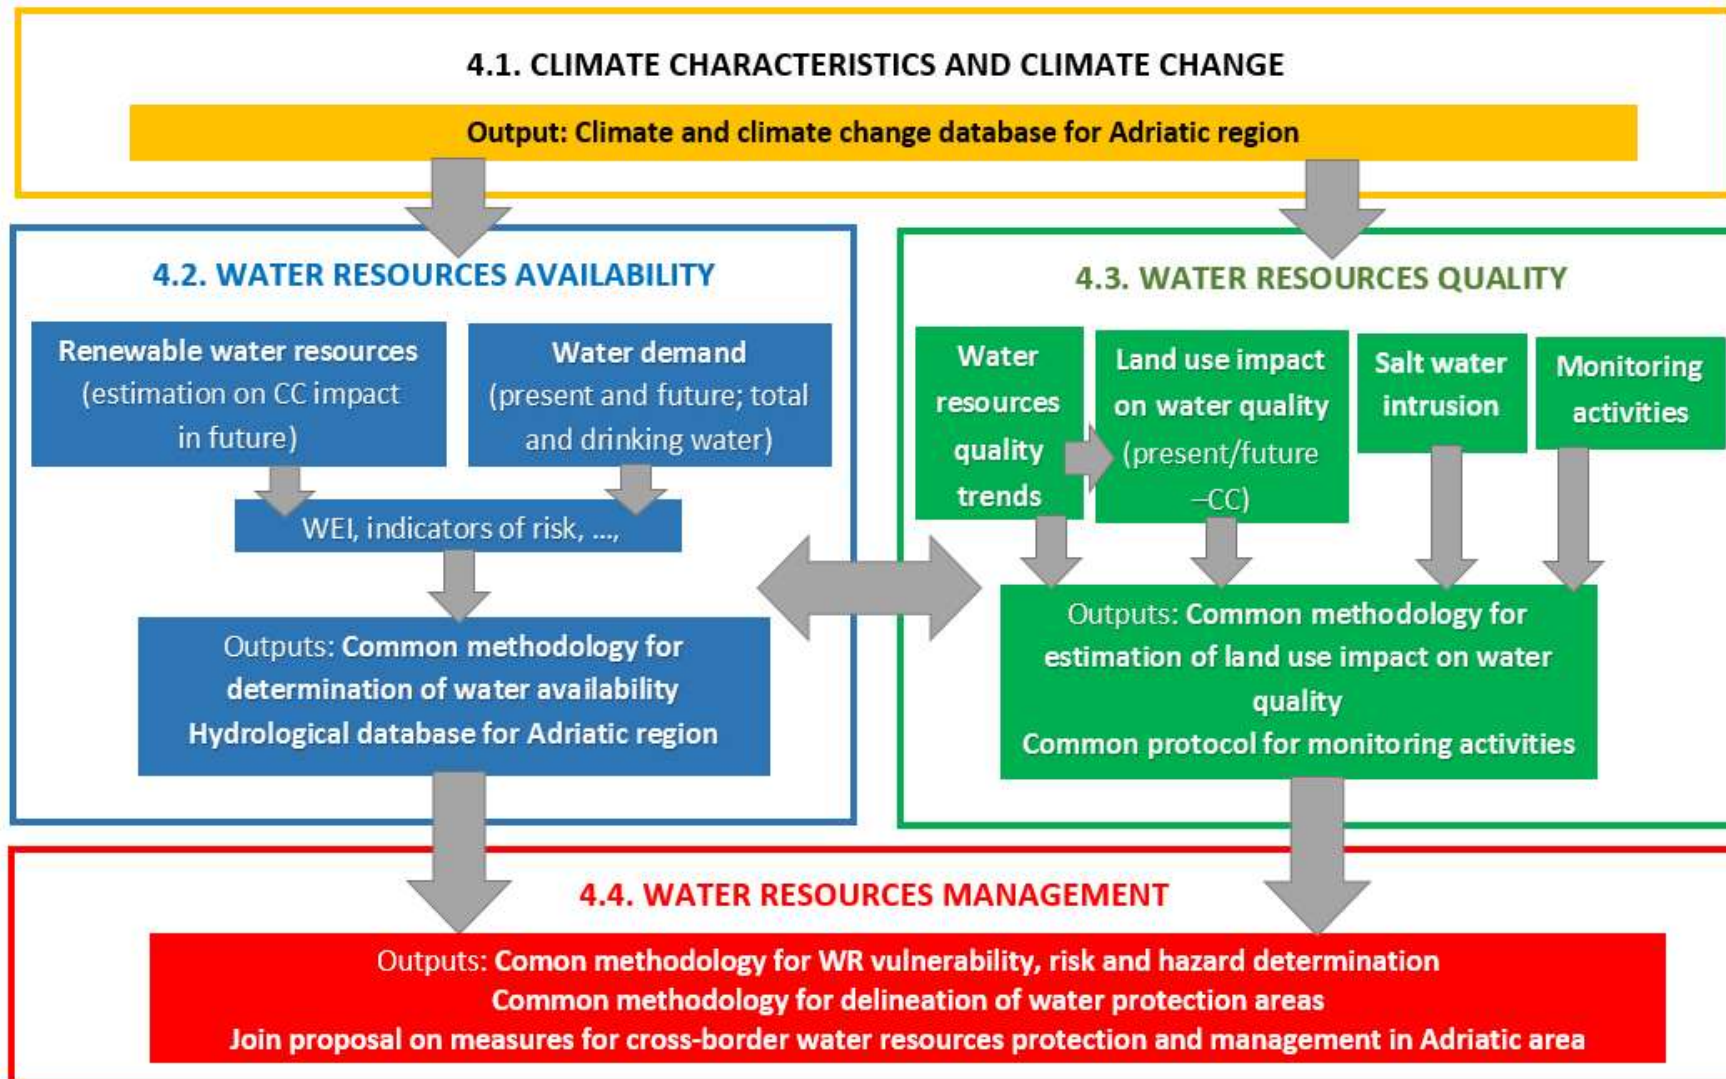 4.1. CLIMATE CHARACTERISTICS AND CLIMATE CHANGE
Output: Climate and climate change database for Adriatic region
4.2. WATER RESOURCES AVAILABILITY
Renewable water resources
(estimation on CC impact
in future)
Water demand
(present and future; total
and drinking water)
WEI, indicators of risk, ...,
Outputs: Common methodology for
determination of water availability
Hydrological database for Adriatic region
4.3. WATER RESOURCES QUALITY
Water
resources
quality
trends
Land use impact
on water quality
(present/future
–CC)
Salt water
intrusion
Monitoring
activities
Outputs: Common methodology for
estimation of land use impact on water
quality
Common protocol for monitoring activities
4.4. WATER RESOURCES MANAGEMENT
Outputs: Comon methodology for WR vulnerability, risk and hazard determination
Common methodology for delineation of water protection areas
Join proposal on measures for cross-border water resources protection and management in Adriatic area